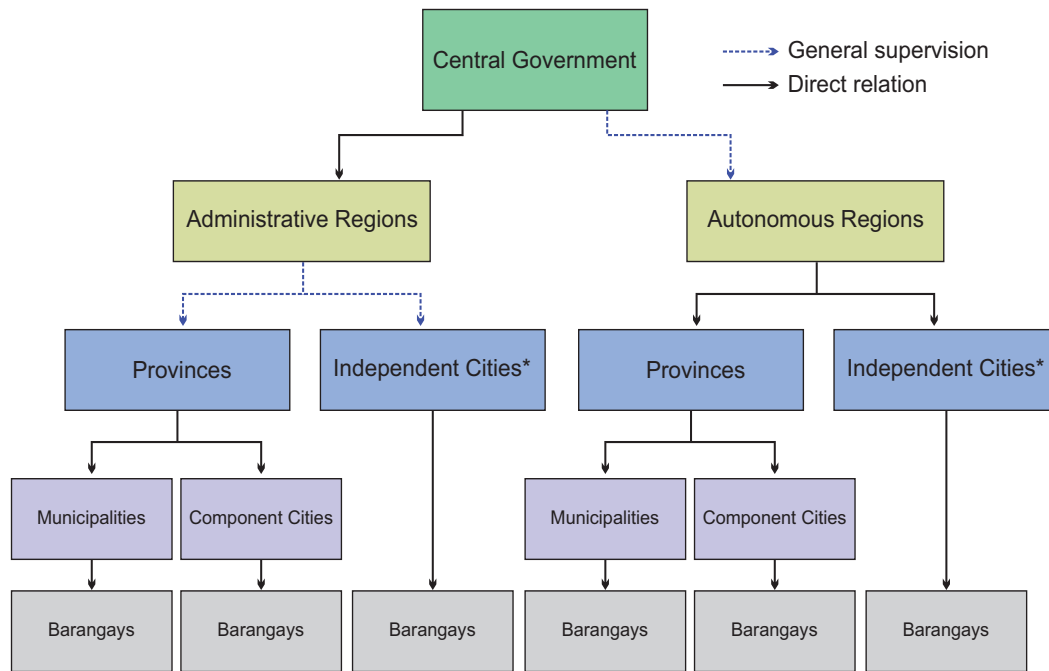 Central Government
General supervision
Direct relation
Administrative Regions
Autonomous Regions
Provinces
Independent Cities*
Provinces
Independent Cities*
Municipalities
Component Cities
Municipalities
Component Cities
Barangays
Barangays
Barangays
Barangays
Barangays
Barangays